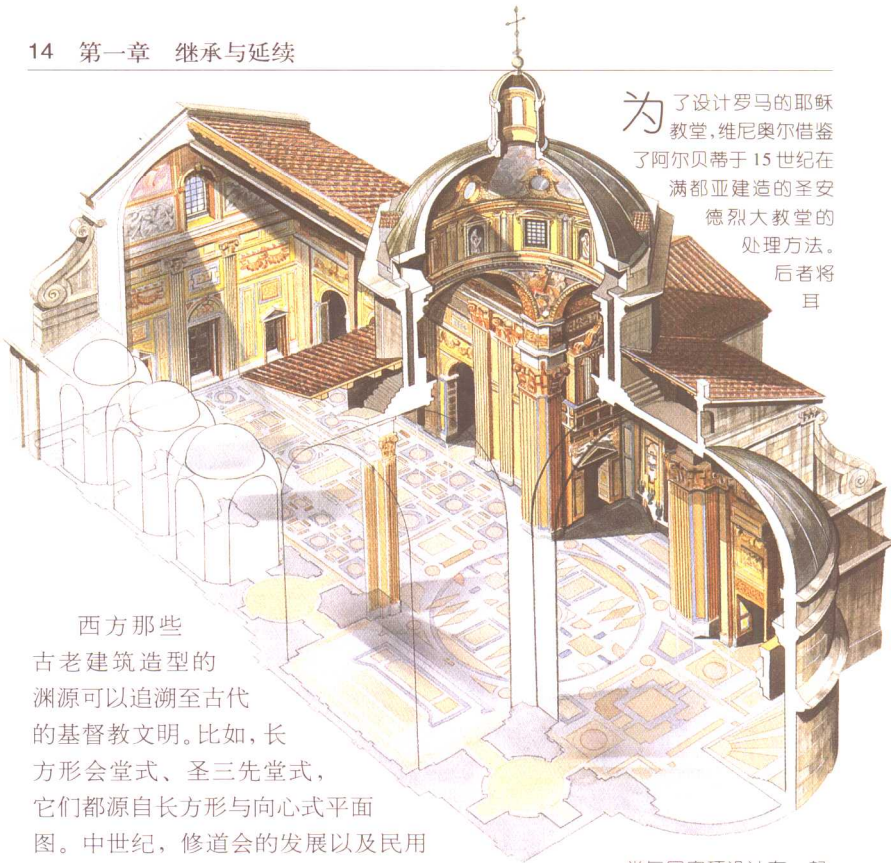 14 第一章 继承与延续
为了设计罗马的耶稣
教堂,维尼奥尔借鉴
了阿尔贝蒂于15世纪在
满都亚建造的圣安
德烈大教堂的
处理方法。
后者将
耳
西方那些
古老建筑造型的
渊源可以追溯至古代
的基督教文明。比如,长
方形会堂式、圣三先堂式,
它们都源自长方形与向心式平面
图。中世纪，修道会的发展以及民用